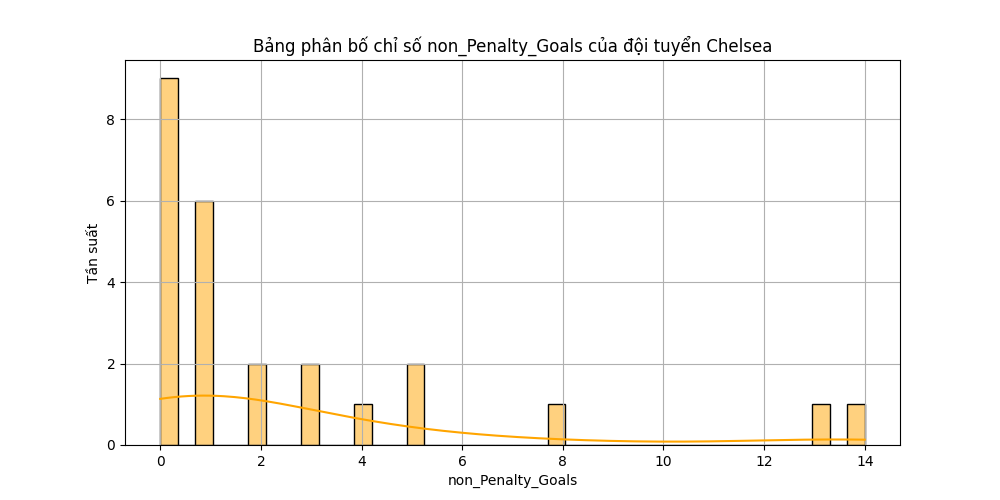 Bảng phân bố chỉ số non_Penalty_Goals của đội tuyển Chelsea
Tần suất
8
6
4
2
0
0 2 4 6 8 10 12 14
non_Penalty_Goals